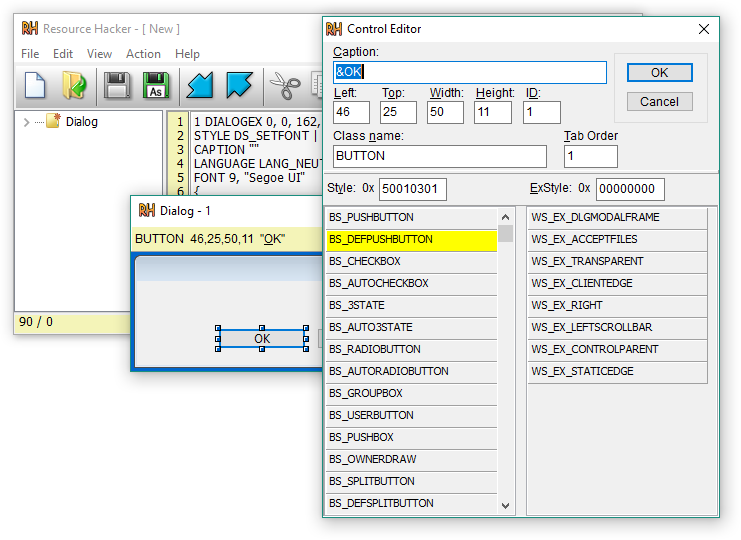 RH Resource Hacker - [ New ]
File Edit View Action Help
As
Dialog
1 1 DIALOGEX 0, 0, 162,
2 STYLE DS_SETFONT |
3 CAPTION ""
4 LANGUAGE LANG_NEUT
5 FONT 9, "Segoe UI"
6 {
90 / 0
RH Dialog - 1
BUTTON 46,25,50,11 "OK"
OK
RH Control Editor
Caption:
&OK
OK
Left: Top: Width: Height: ID:
46 25 50 11 1
Cancel
Class name: Tab Order
BUTTON 1
Style: 0x 50010301 ExStyle: 0x 00000000
BS_PUSHBUTTON
BS_DEFPUSHBUTTON
BS_CHECKBOX
BS_AUTOCHECKBOX
BS_3STATE
BS_AUTO3STATE
BS_RADIOBUTTON
BS_AUTORADIOBUTTON
BS_GROUPBOX
BS_USERBUTTON
BS_PUSHBOX
BS_OWNERDRAW
BS_SPLITBUTTON
BS_DEFSPLITBUTTON
WS_EX_DLGMODALFRAME
WS_EX_ACCEPTFILES
WS_EX_TRANSPARENT
WS_EX_CLIENTEDGE
WS_EX_RIGHT
WS_EX_LEFTSCROLLBAR
WS_EX_CONTROLPARENT
WS_EX_STATICEDGE